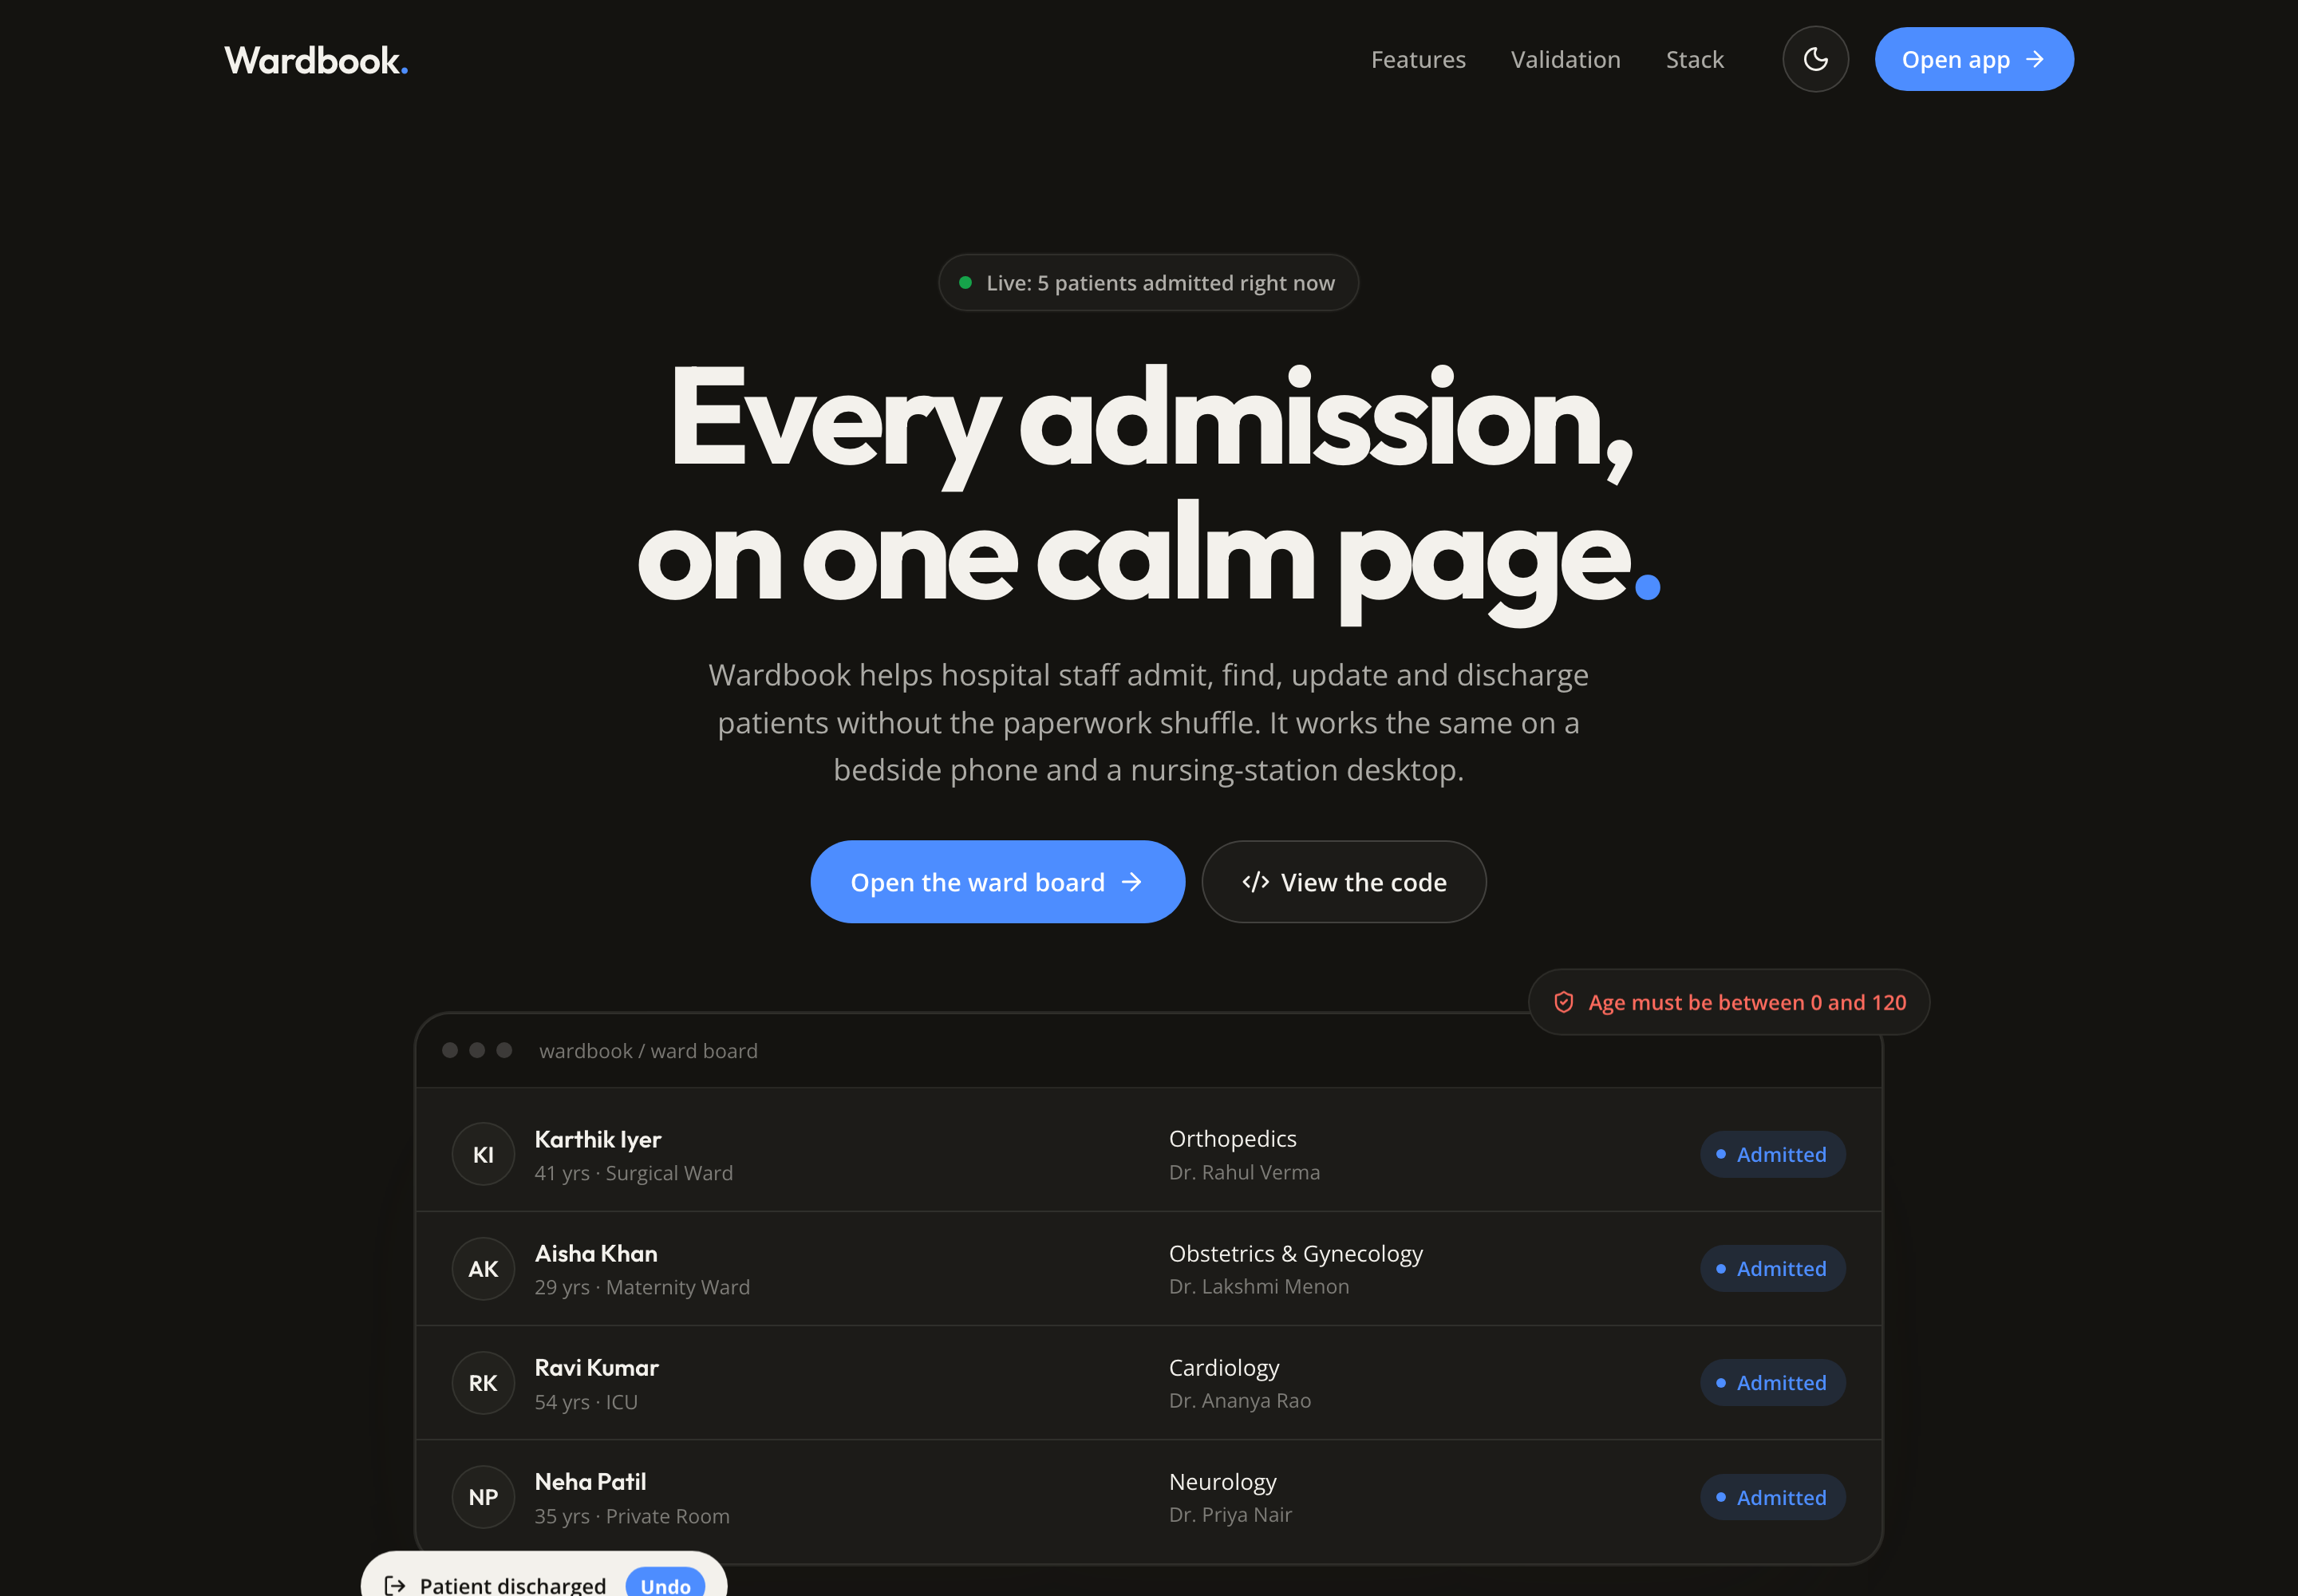 Wardbook.
Features
Validation
Stack
Open app
Live: 5 patients admitted right now
Every admission,
on one calm page.
Wardbook helps hospital staff admit, find, update and discharge
patients without the paperwork shuffle. It works the same on a
bedside phone and a nursing-station desktop.
Open the ward board
View the code
Age must be between 0 and 120
wardbook / ward board
KI
Karthik Iyer
41 yrs · Surgical Ward
Orthopedics
Dr. Rahul Verma
Admitted
AK
Aisha Khan
29 yrs · Maternity Ward
Obstetrics & Gynecology
Dr. Lakshmi Menon
Admitted
RK
Ravi Kumar
54 yrs · ICU
Cardiology
Dr. Ananya Rao
Admitted
NP
Neha Patil
35 yrs · Private Room
Neurology
Dr. Priya Nair
Admitted
Patient discharged
Undo